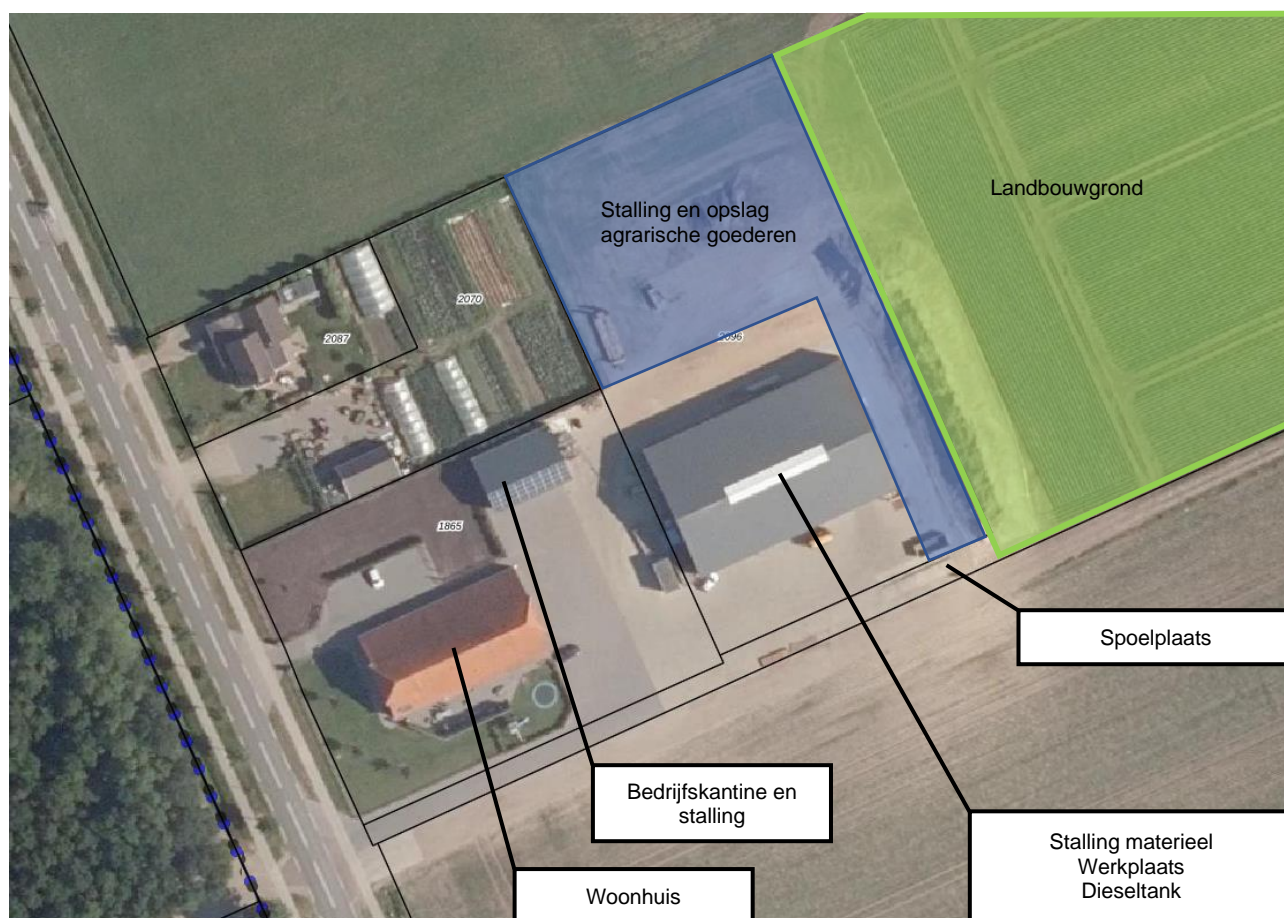 Landbouwgrond
Stalling en opslag
agrarische goederen
2070
2087
2096
1865
Spoelplaats
Bedrijfskantine en
stalling
Stalling materieel
Werkplaats
Dieseltank
Woonhuis